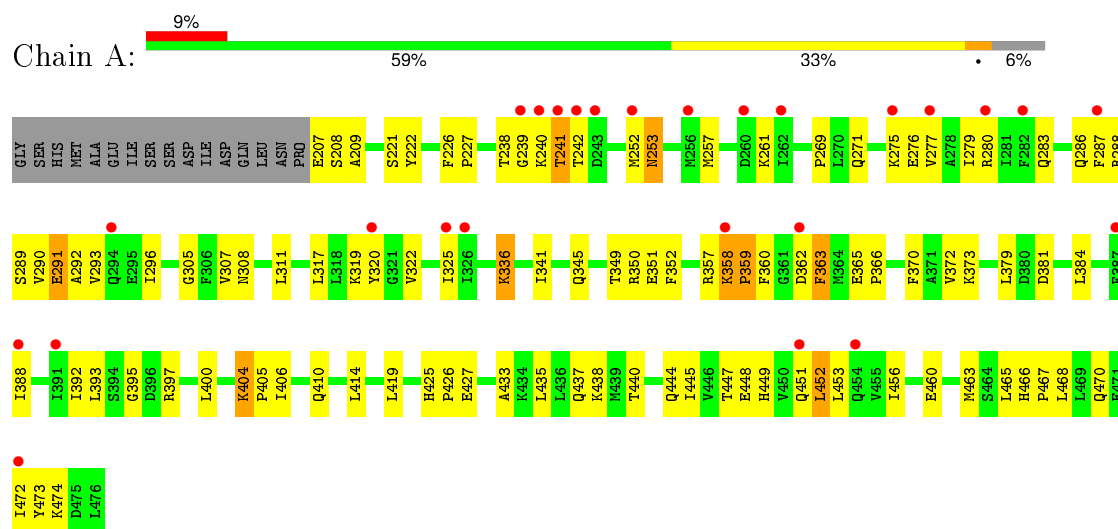 9%
Chain A:
59% 33% • 6%
GLY SER HIS MET ALA GLU ILE SER SER ASP ILE ASP GLN LEU ASN PRO E207 S208 A209 S221 Y222 F226 P227 T238 G239 K240 T241 T242 D243 M252 N253 M256 M257 D260 K261 I262 P269 L270 Q271 K275 E276 V277 A278 I279 R280 I281 F282 Q283 Q286 F287 R288
S289 V290 E291 A292 V293 Q294 E295 I296 G305 F306 V307 N308 L311 L317 L318 K319 Y320 G321 V322 I325 I326 K336 I341 Q345 T349 R350 E351 F352 R357 K358 P359 F360 G361 D362 F363 M364 E365 P366 F370 A371 V372 K373 L379 D380 D381 L384 E387
I388 I391 I392 L393 S394 G395 D396 R397 L400 K404 P405 I406 Q410 L414 L419 H425 P426 E427 A433 K434 L435 L436 Q437 K438 M439 T440 Q444 I445 V446 T447 E448 H449 V450 Q451 L452 L453 Q454 V455 I456 E460 M463 S464 L465 H466 P467 L468 L469 Q470 E471
I472 Y473 K474 D475 L476